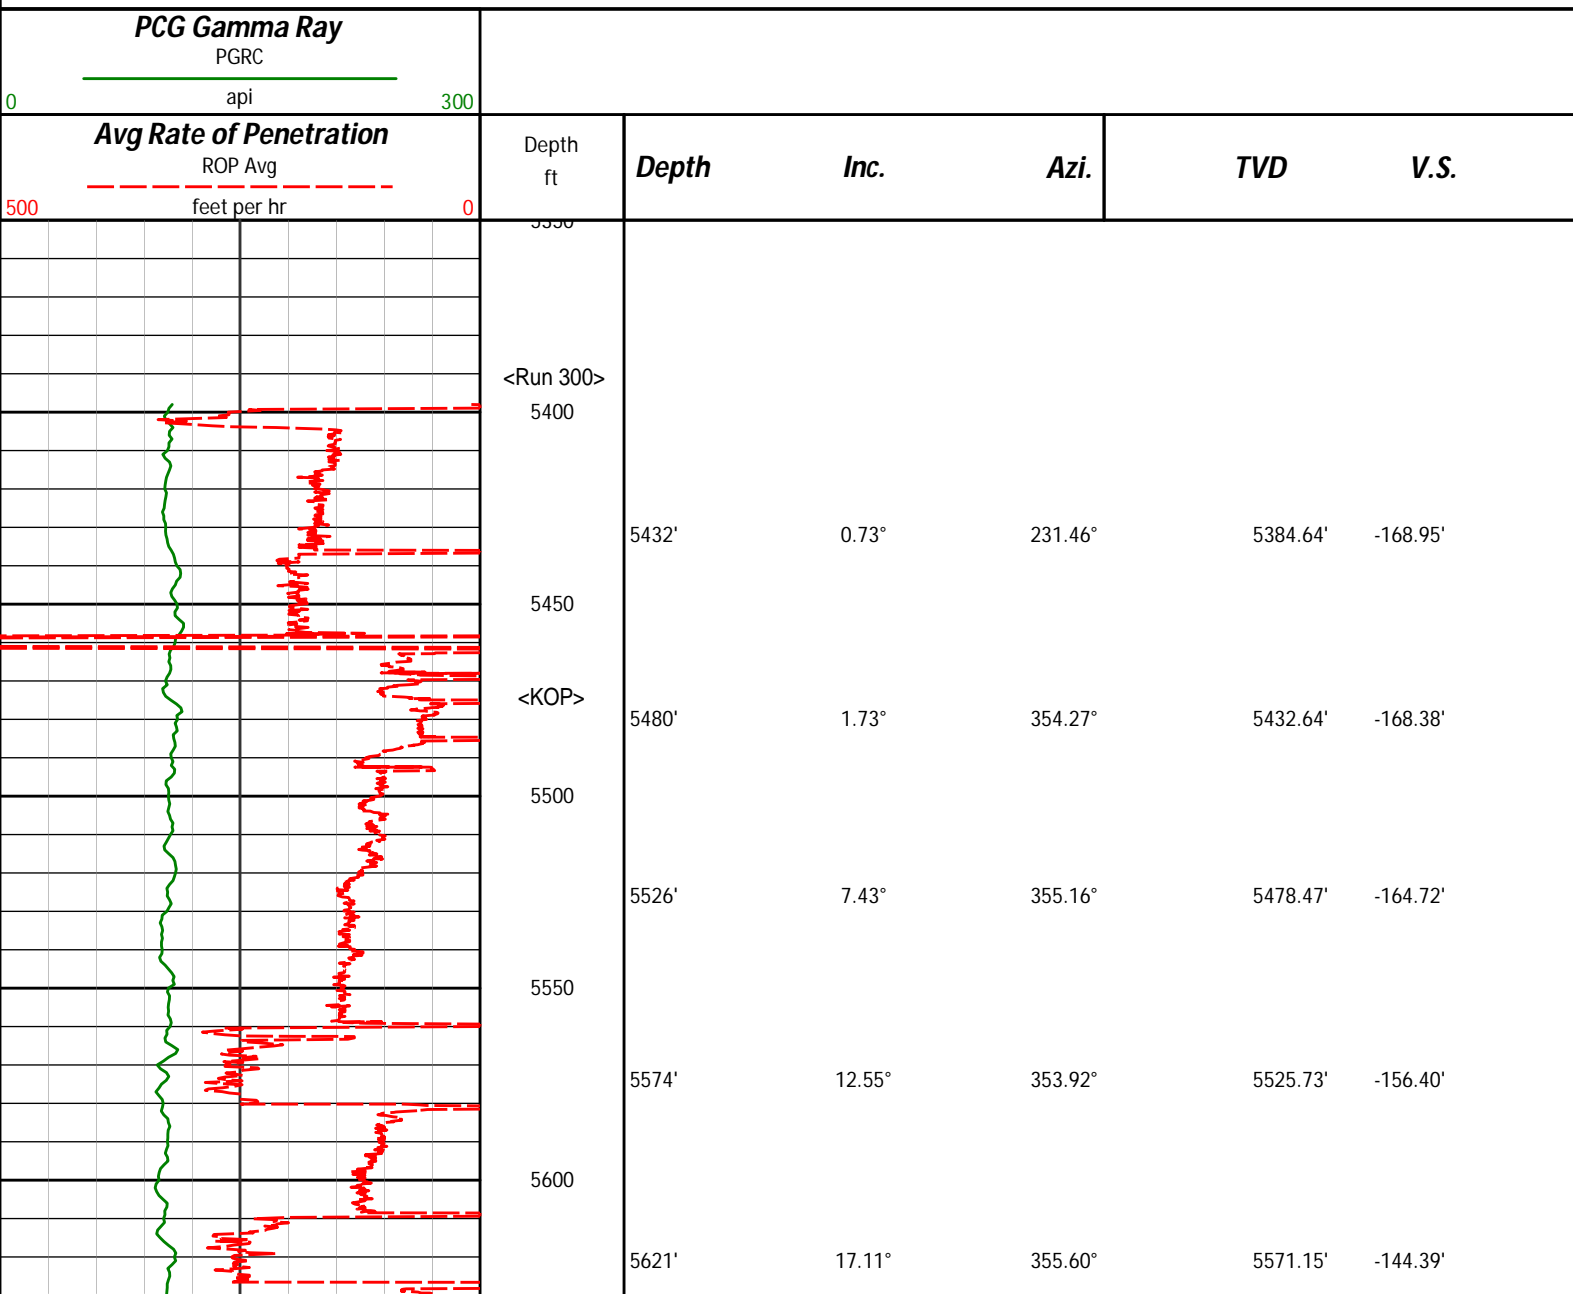 PCG Gamma Ray
PGRC
api
0 300
Avg Rate of Penetration
ROP Avg
feet per hr
500 0
Depth
ft
Depth Inc. Azi. TVD V.S.
5350
<Run 300>
5400
5432' 0.73° 231.46° 5384.64' -168.95'
5450
<KOP>
5480' 1.73° 354.27° 5432.64' -168.38'
5500
5526' 7.43° 355.16° 5478.47' -164.72'
5550
5574' 12.55° 353.92° 5525.73' -156.40'
5600
5621' 17.11° 355.60° 5571.15' -144.39'